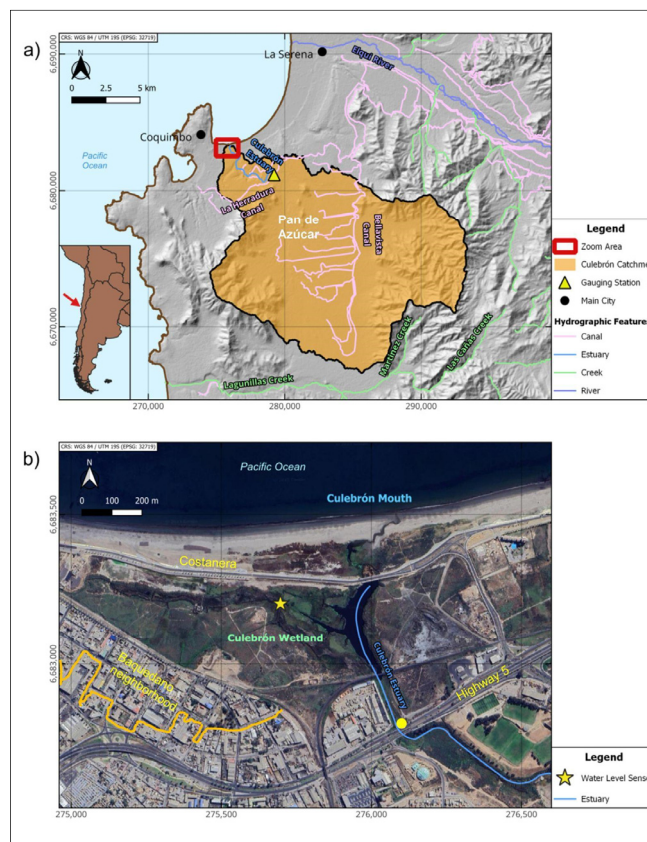 a)
CRS: WGS 84 / UTM 19S (EPSG: 32719)
N
0 2.5 5 km
6,690,000
6,680,000
6,670,000
270,000
280,000
290,000
La Serena
Elqui River
Coquimbo
Pacific
Ocean
Culebrón
Estuary
La Herradura
Canal
Pan de
Azúcar
Bellavista
Canal
Martinez Creek
Las Cañas Creek
Lagunillas Creek
Legend
Zoom Area
Culebrón Catchme
Gauging Station
Main City
Hydrographic Feature
Canal
Estuary
Creek
River
b)
CRS: WGS 84 / UTM 19S (EPSG: 32719)
N
0 100 200 m
Pacific Ocean
Culebrón Mouth
6,683,500
6,683,000
Costanera
Culebrón Wetland
Culebrón Estuary
Baquedano
neighborhood
Highway 5
Legend
Water Level Senso
Estuary
275,000
275,500
276,000
276,500